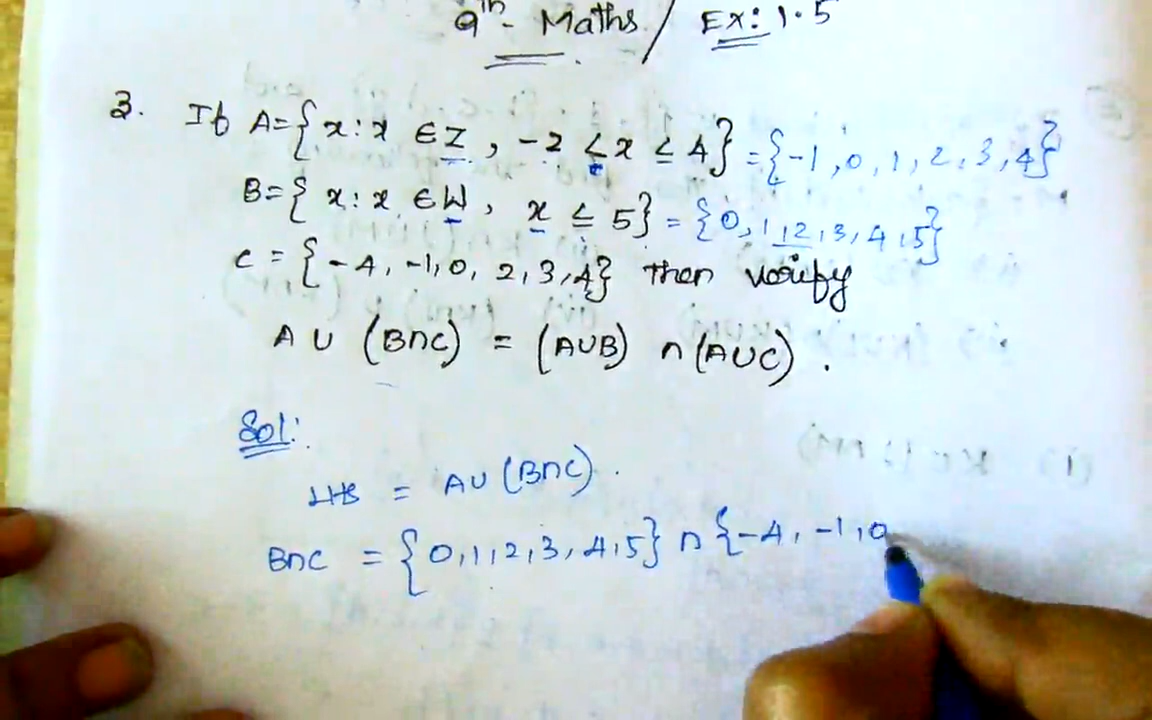 9th - Maths / Ex: 1.5
3. If A={x:x ∈ Z, -2 < x ≤ 4} = {-1, 0, 1, 2, 3, 4}
B={x:x ∈ W, x ≤ 5} = {0, 1, 2, 3, 4, 5}
C = {-4, -1, 0, 2, 3, 4} then verify
A ∪ (B∩C) = (A∪B) ∩ (A∪C).
Sol:
LHS = A∪(B∩C).
B∩C = {0, 1, 2, 3, 4, 5} ∩ {-4, -1, 0